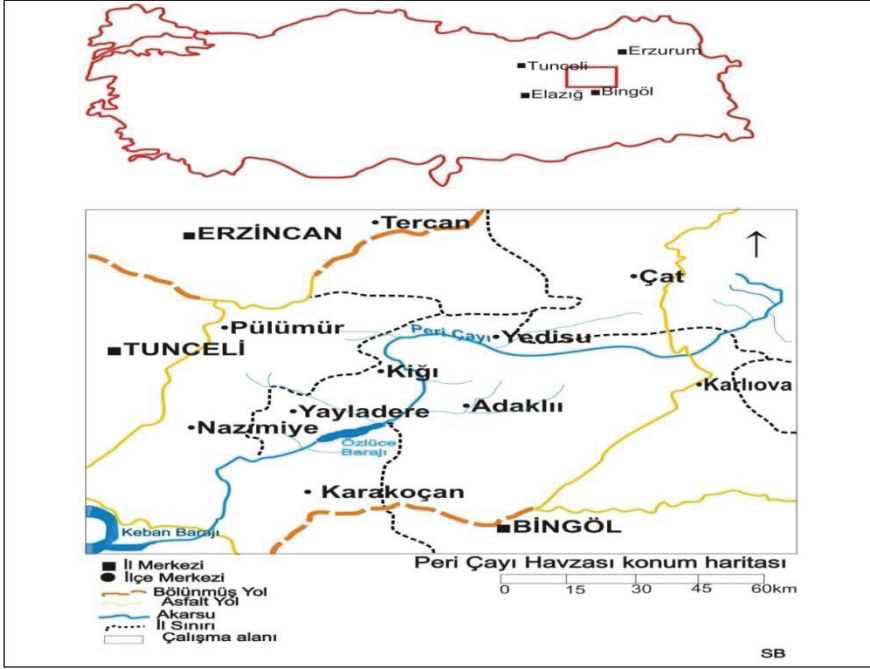 Erzurum
Tunceli
Elazığ
Bingöl
Tercan
ERZİNCAN
Çat
Pülümür
Peri Çayı
Yedisu
TUNCELİ
Kiğı
Karlıova
Yayladere
Adaklıı
Nazımiye
Özlüce
Barajı
Karakoçan
Keban Barajı
BİNGÖL
Peri Çayı Havzası konum haritası
0 15 30 45 60km
İl Merkezi
İlçe Merkezi
Bölünmüş Yol
Asfalt Yol
Akarsu
İl Sınırı
Çalışma alanı
SB